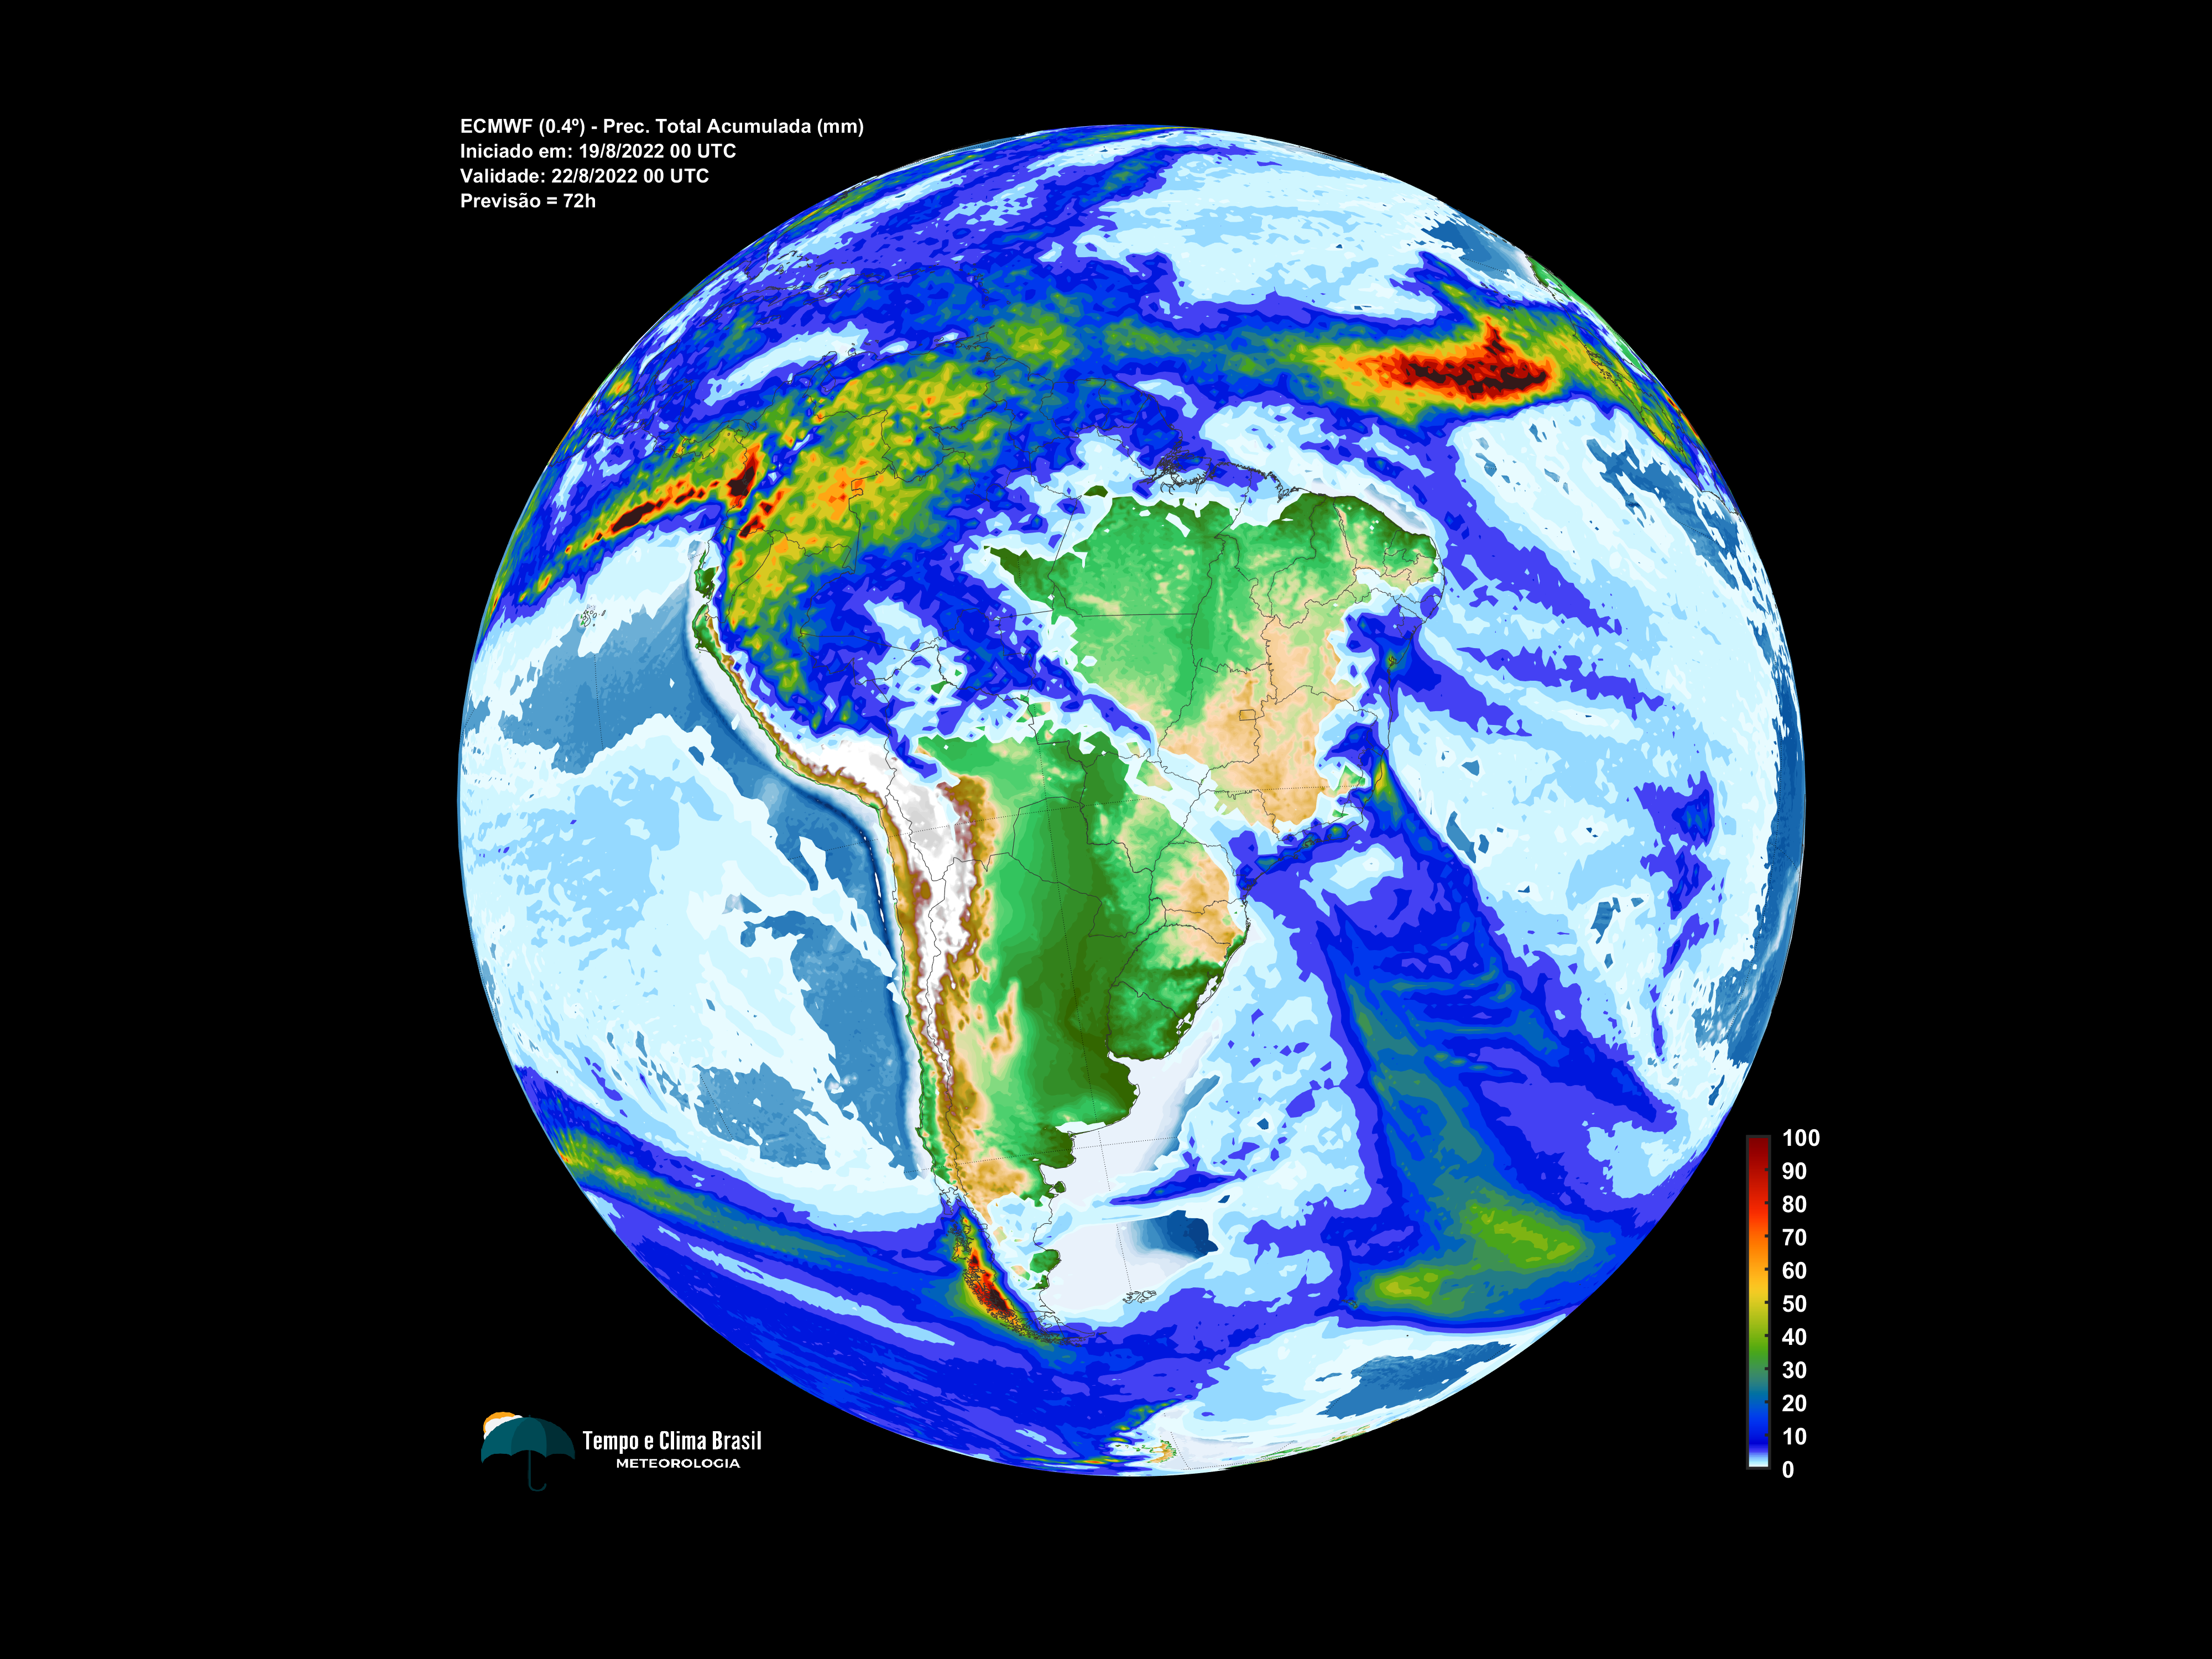 ECMWF (0.4º) - Prec. Total Acumulada (mm)
Iniciado em: 19/8/2022 00 UTC
Validade: 22/8/2022 00 UTC
Previsão = 72h
100
90
80
70
60
50
40
30
20
10
0
Tempo e Clima Brasil
METEOROLOGIA